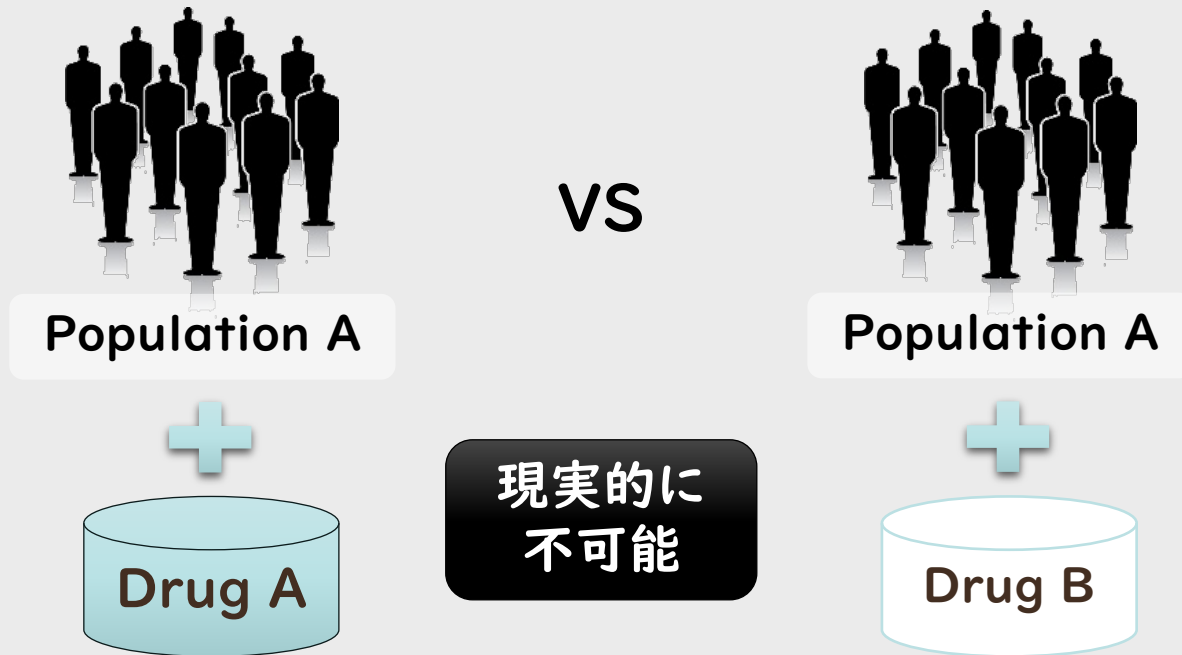 vs
Population A
Population A
現実的に
不可能
Drug A
Drug B